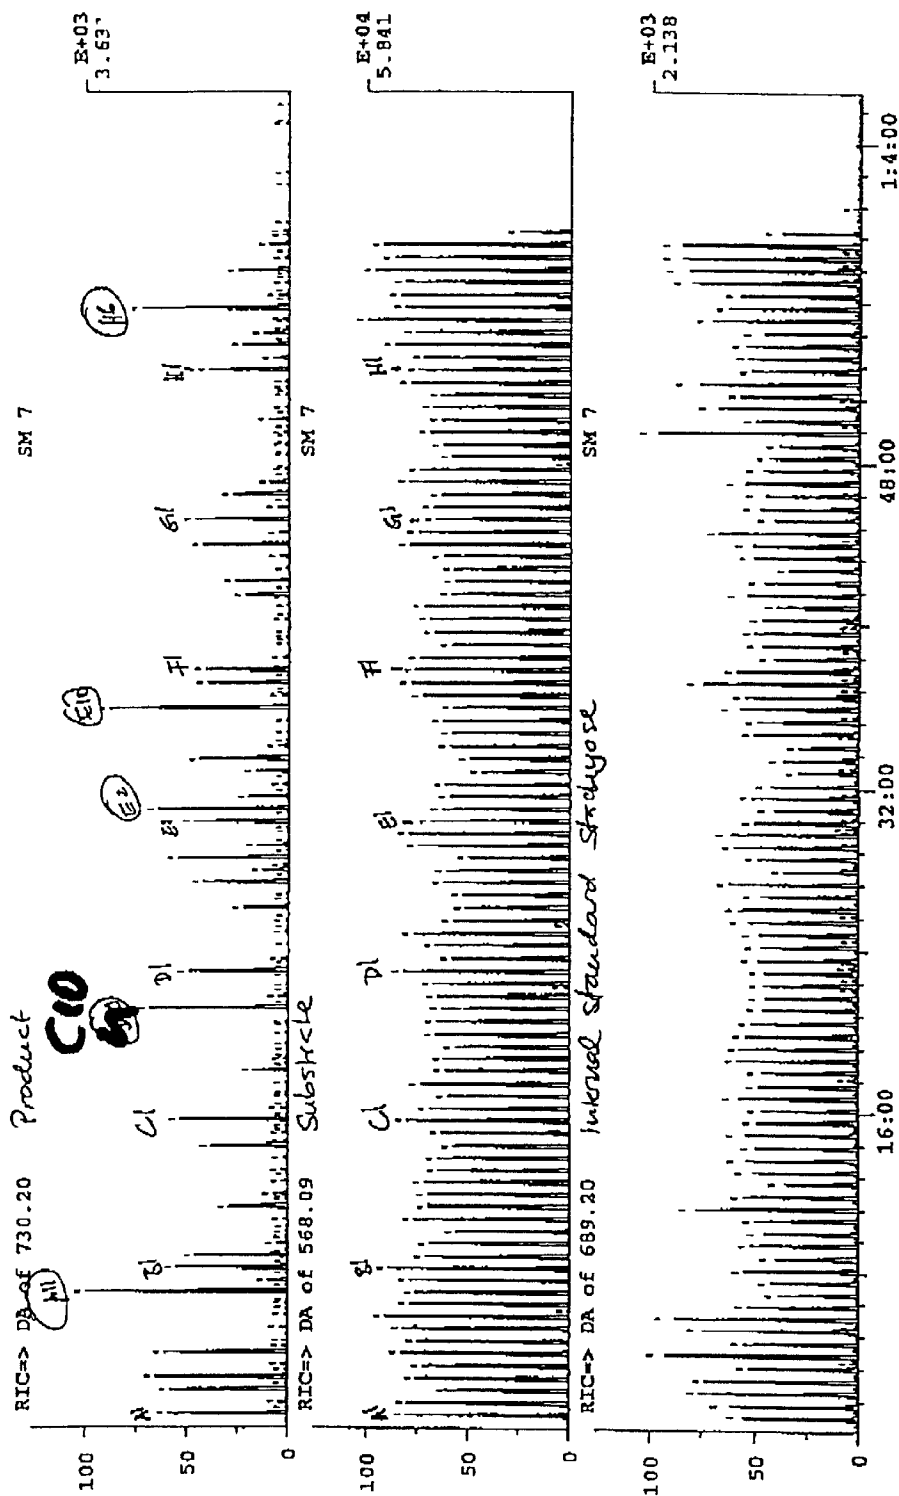 RIC=> DA of 730.20 Product SM 7 E+03
3.63
A11 C10 E2 E10 H6
A1 B1 C1 D1 E1 F1 G1 H1
100
50
0
RIC=> DA of 568.09 Substrate SM 7 E+04
5.841
A1 B1 C1 D1 E1 F1 G1 H1
100
50
0
RIC=> DA of 689.20 Internal Standard Stachyose SM 7 E+03
2.138
100
50
0
16:00 32:00 48:00 1:4:00